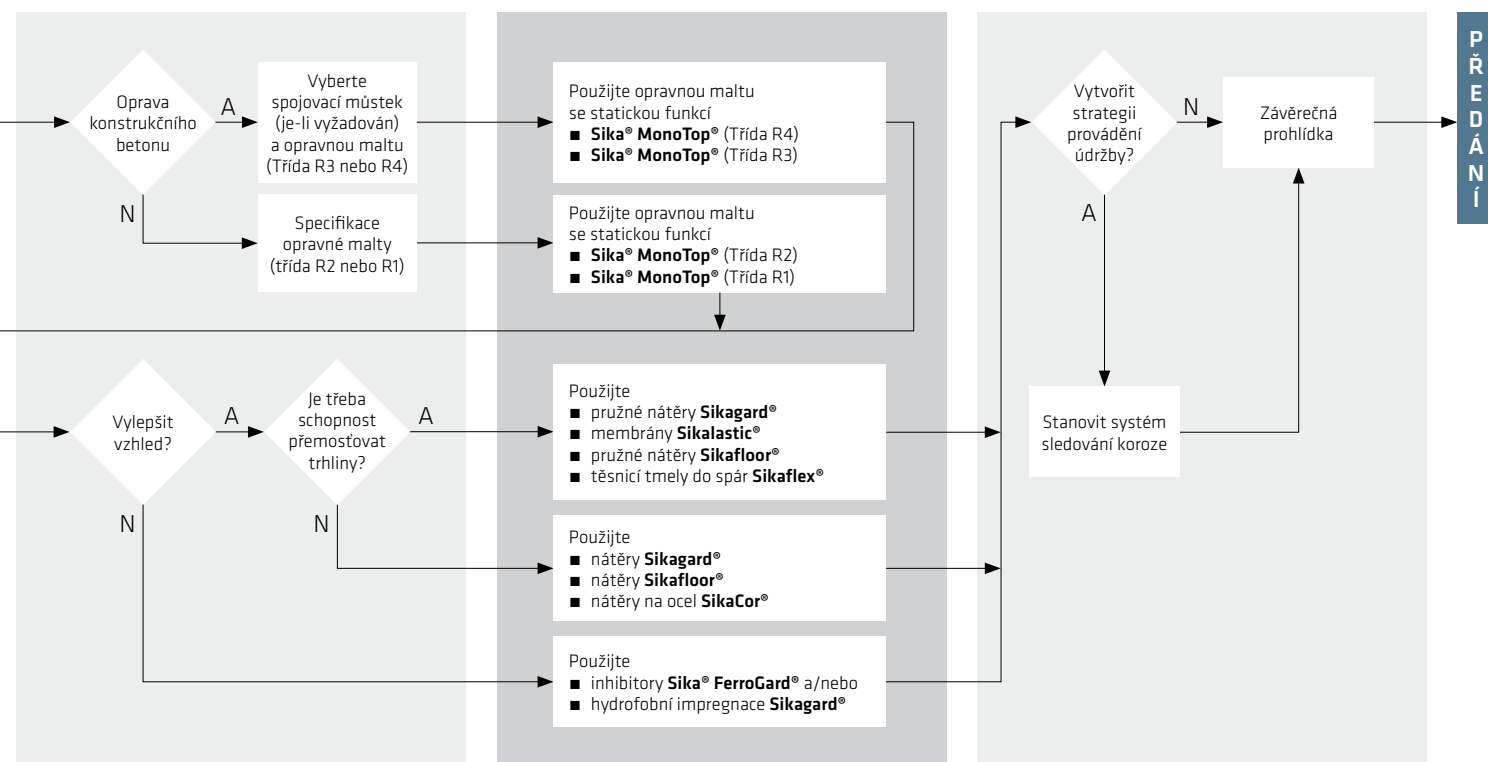 Oprava
konstrukčního
betonu
A
N
Vyberte
spojovací můstek
(je-li vyžadován)
a opravnou maltu
(Třída R3 nebo R4)
Specifikace
opravné malty
(třída R2 nebo R1)
Použijte opravnou maltu
se statickou funkcí
■ Sika® MonoTop® (Třída R4)
■ Sika® MonoTop® (Třída R3)
Použijte opravnou maltu
se statickou funkcí
■ Sika® MonoTop® (Třída R2)
■ Sika® MonoTop® (Třída R1)
Vylepšit
vzhled?
A
N
Je třeba
schopnost
přemosťovat
trhliny?
A
N
Použijte
■ pružné nátěry Sikagard®
■ membrány Sikalastic®
■ pružné nátěry Sikafloor®
■ těsnicí tmely do spár Sikaflex®
Použijte
■ nátěry Sikagard®
■ nátěry Sikafloor®
■ nátěry na ocel SikaCor®
Použijte
■ inhibitory Sika® FerroGard® a/nebo
■ hydrofobní impregnace Sikagard®
Vytvořit
strategii
provádění
údržby?
N
A
Závěrečná
prohlídka
Stanovit systém
sledování koroze
PŘEDÁNÍ